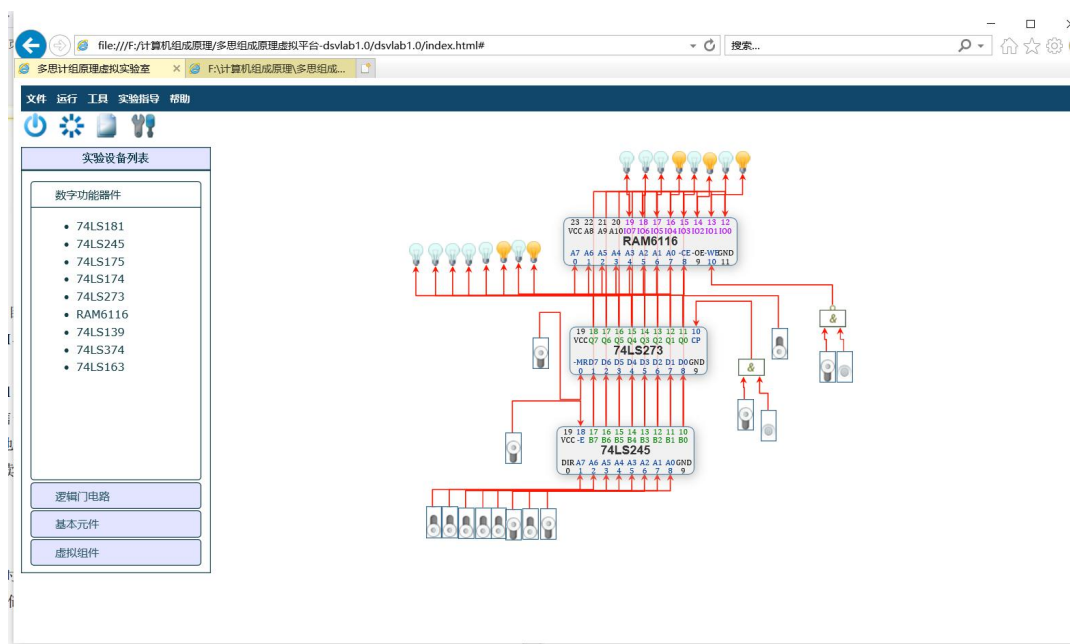 file:///F:/计算机组成原理/多思组成原理虚拟平台-dsvlab1.0/dsvlab1.0/index.html#
搜索...
多思计组原理虚拟实验室
F:\计算机组成原理\多思组成...
文件 运行 工具 实验指导 帮助
实验设备列表
数字功能器件
74LS181
74LS245
74LS175
74LS174
74LS273
RAM6116
74LS139
74LS374
74LS163
逻辑门电路
基本元件
虚拟组件
23 22 21 20 19 18 17 16 15 14 13 12
VCC A8 A9 A10 IO7 IO6 IO5 IO4 IO3 IO2 IO1 IO0
RAM6116
A7 A6 A5 A4 A3 A2 A1 A0 -CE -OE -WE GND
0 1 2 3 4 5 6 7 8 9 10 11
&
19 18 17 16 15 14 13 12 11 10
VCC Q7 Q6 Q5 Q4 Q3 Q2 Q1 Q0 CP
74LS273
-MR D7 D6 D5 D4 D3 D2 D1 D0 GND
0 1 2 3 4 5 6 7 8 9
&
19 18 17 16 15 14 13 12 11 10
VCC -E B7 B6 B5 B4 B3 B2 B1 B0
74LS245
DIR A7 A6 A5 A4 A3 A2 A1 A0 GND
0 1 2 3 4 5 6 7 8 9